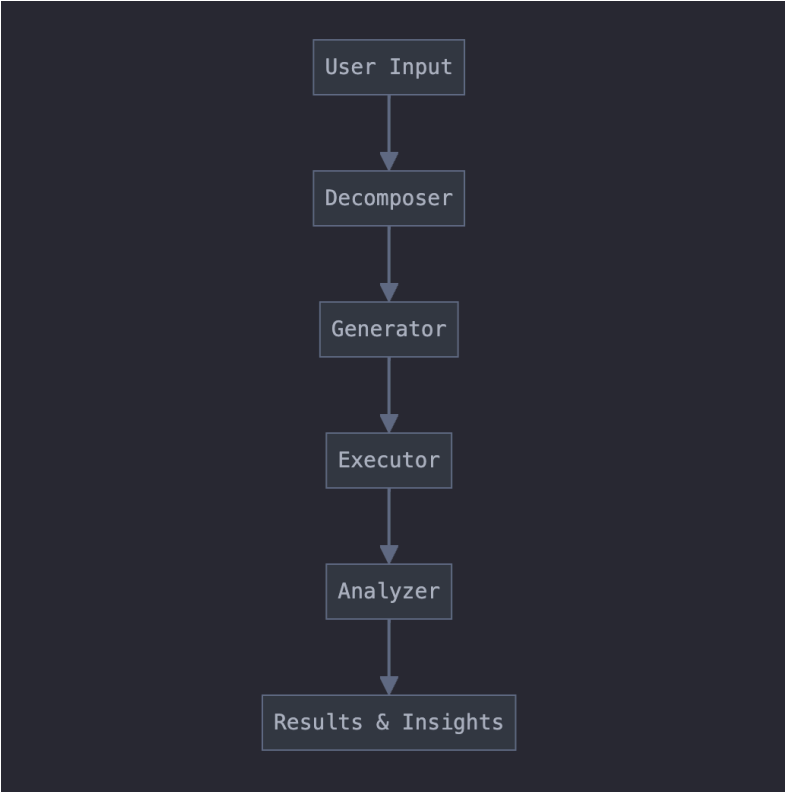 User Input
Decomposer
Generator
Executor
Analyzer
Results & Insights